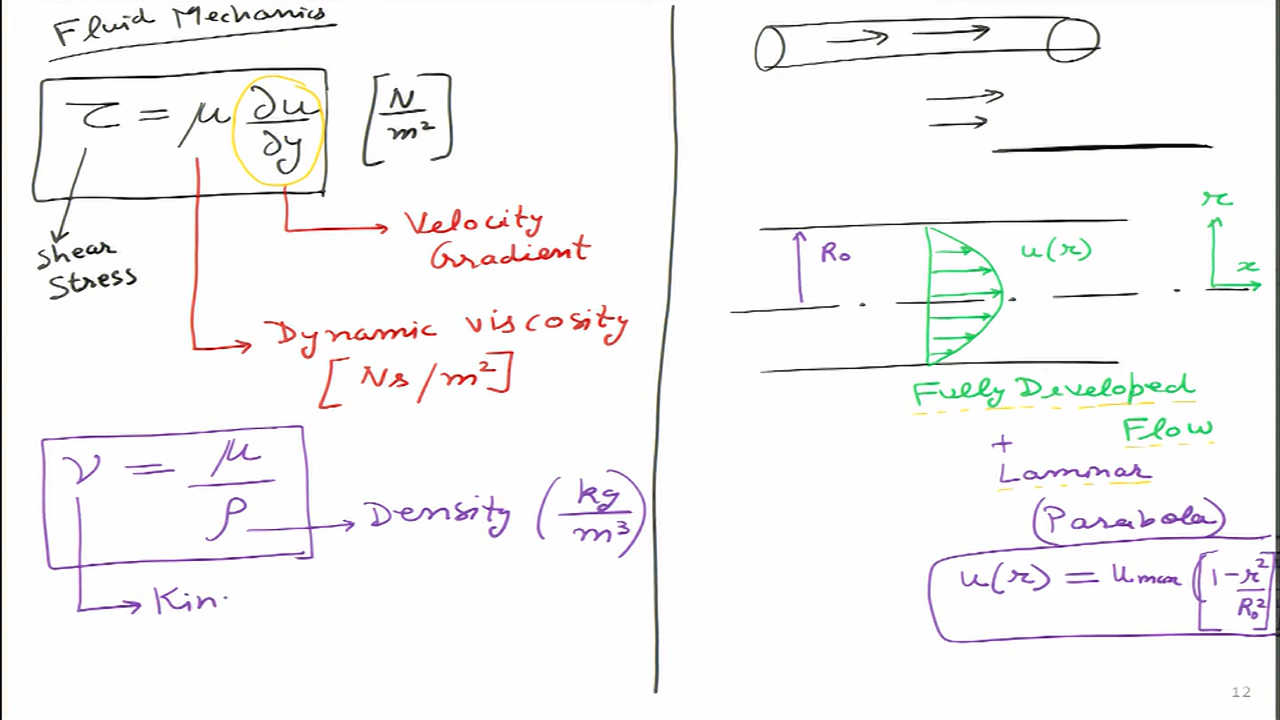 Fluid Mechanics
τ = μ ∂u/∂y [N/m²]
Shear
Stress
Velocity
Gradient
Dynamic viscosity
[Ns/m²]
ν = μ/ρ
Density (kg/m³)
Kin.
R₀
u(r)
r
x
Fully Developed
Flow
+
Laminar
(Parabola)
u(r) = umax [1-r²/R₀²]
12